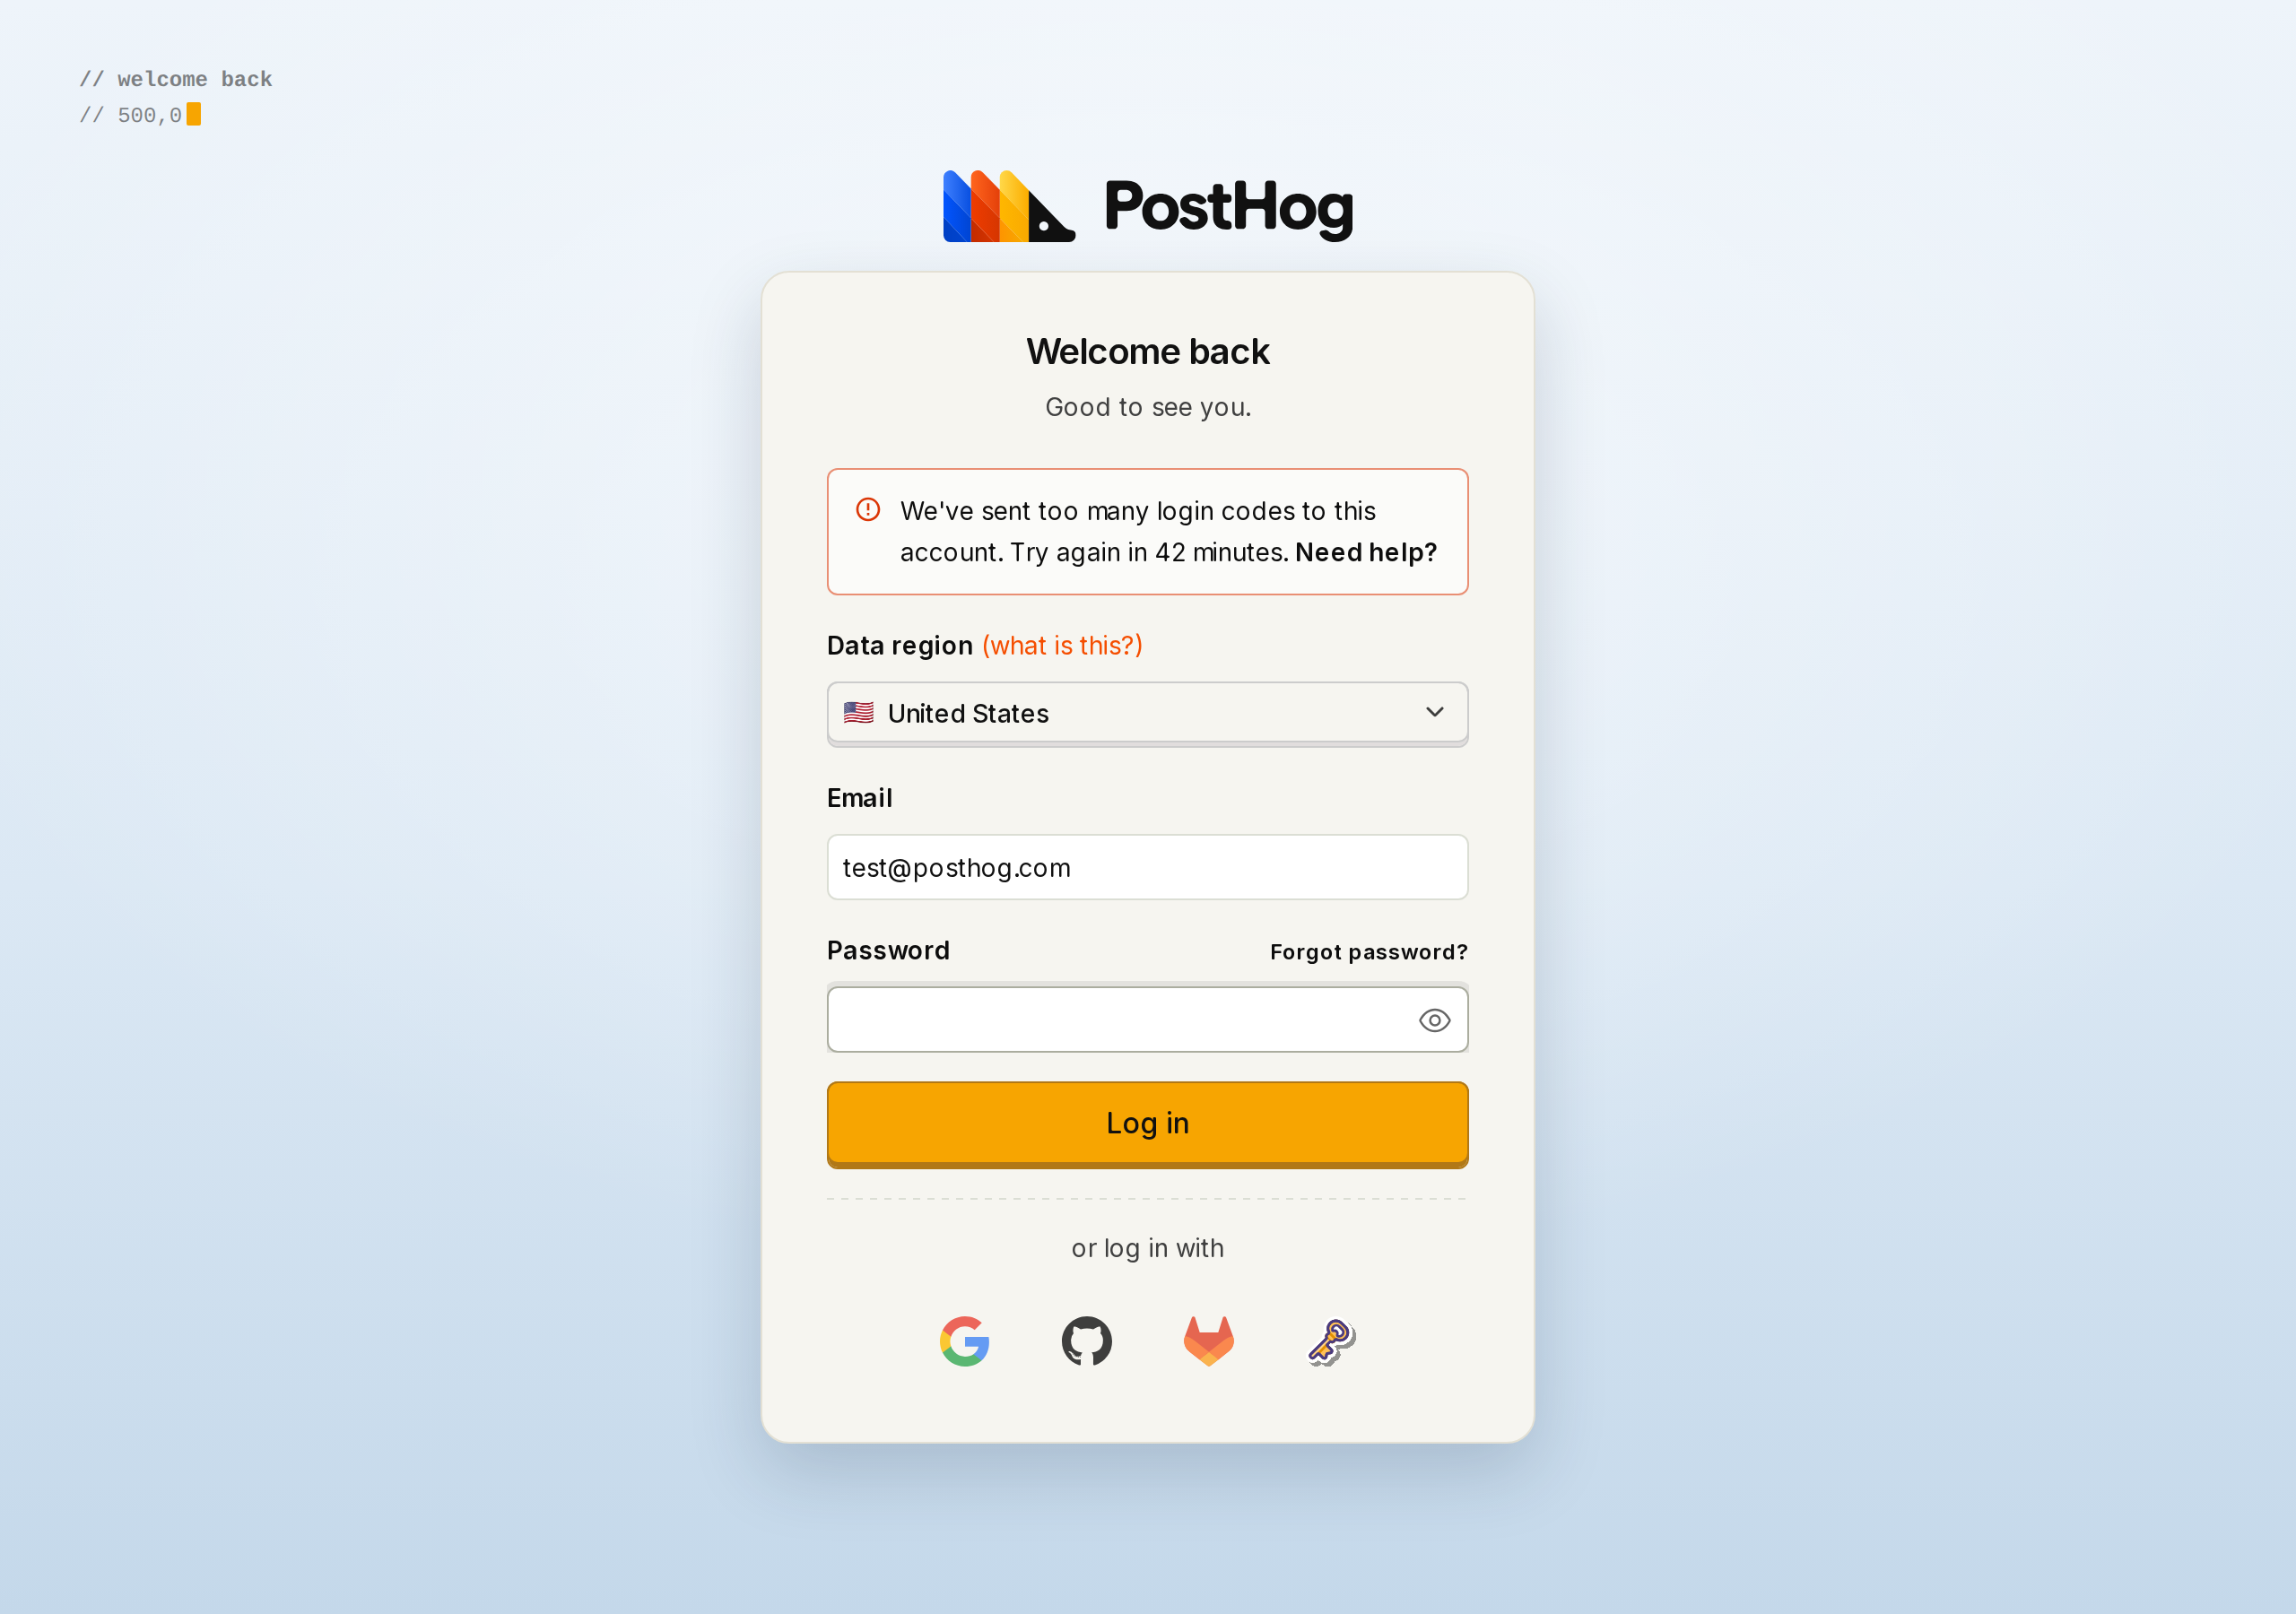 // welcome back
// 500,0
PostHog
Welcome back
Good to see you.
We've sent too many login codes to this
account. Try again in 42 minutes. Need help?
Data region (what is this?)
United States
Email
test@posthog.com
Password Forgot password?
Log in
or log in with